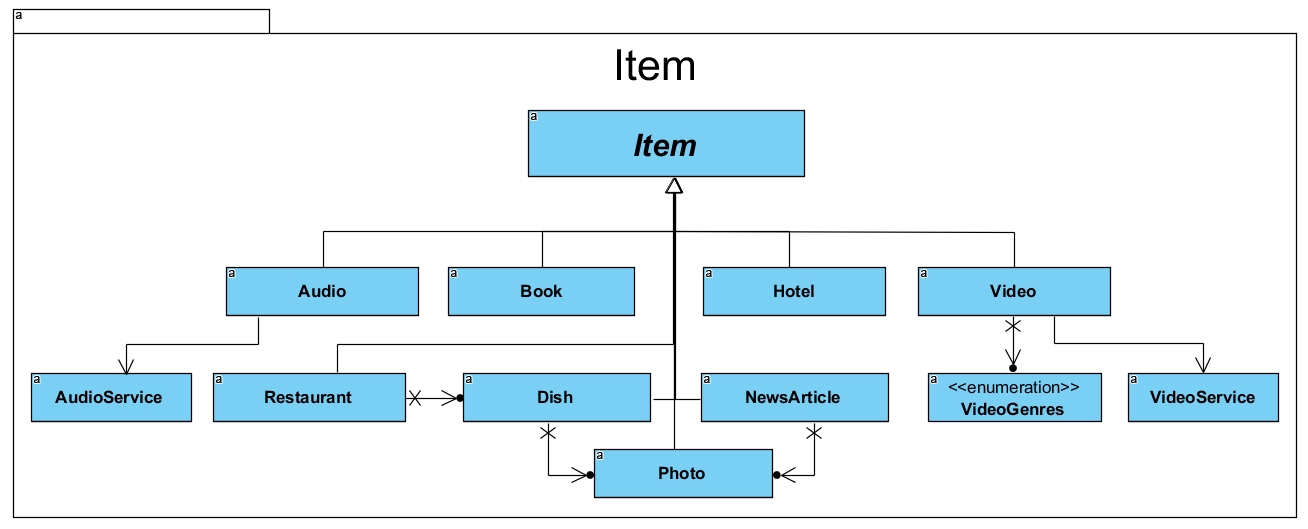 a
Item
a
Item
a
Audio
a
Book
a
Hotel
a
Video
a
AudioService
a
Restaurant
a
Dish
a
NewsArticle
a
<<enumeration>>
VideoGenres
a
VideoService
a
Photo